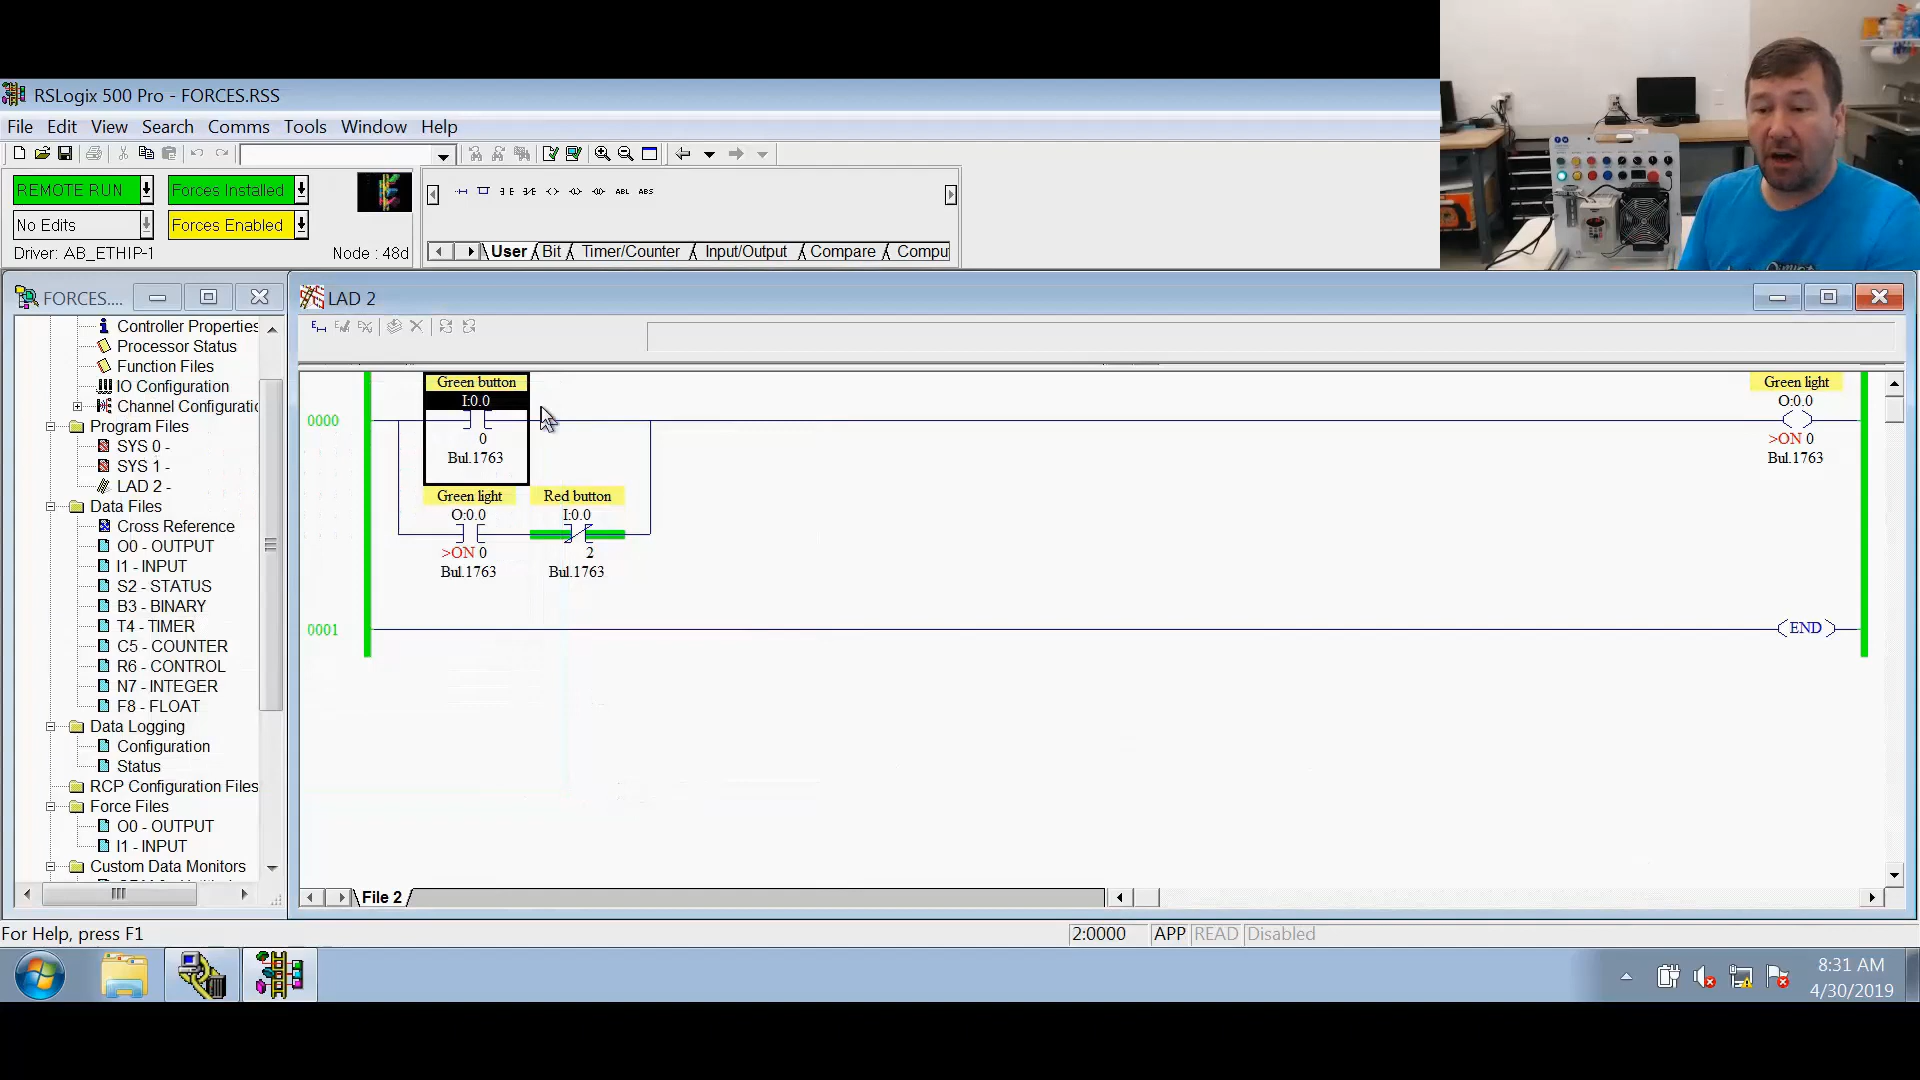 RSLogix 500 Pro - FORCES.RSS
File Edit View Search Comms Tools Window Help
REMOTE RUN Forces Installed
No Edits Forces Enabled
Driver: AB_ETHIP-1 Node : 48d
ABL ABS
User Bit Timer/Counter Input/Output Compare Compu
FORCES....
LAD 2
Controller Properties
Processor Status
Function Files
IO Configuration
Channel Configuratio
Program Files
SYS 0 -
SYS 1 -
LAD 2 -
Data Files
Cross Reference
O0 - OUTPUT
I1 - INPUT
S2 - STATUS
B3 - BINARY
T4 - TIMER
C5 - COUNTER
R6 - CONTROL
N7 - INTEGER
F8 - FLOAT
Data Logging
Configuration
Status
RCP Configuration Files
Force Files
O0 - OUTPUT
I1 - INPUT
Custom Data Monitors
Green button
I:0.0
0000
0
Bul.1763
Green light
O:0.0
>ON 0
Bul.1763
Green light
O:0.0
>ON 0
Bul.1763
Red button
I:0.0
2
Bul.1763
0001
END
File 2
For Help, press F1
2:0000 APP READ Disabled
8:31 AM
4/30/2019